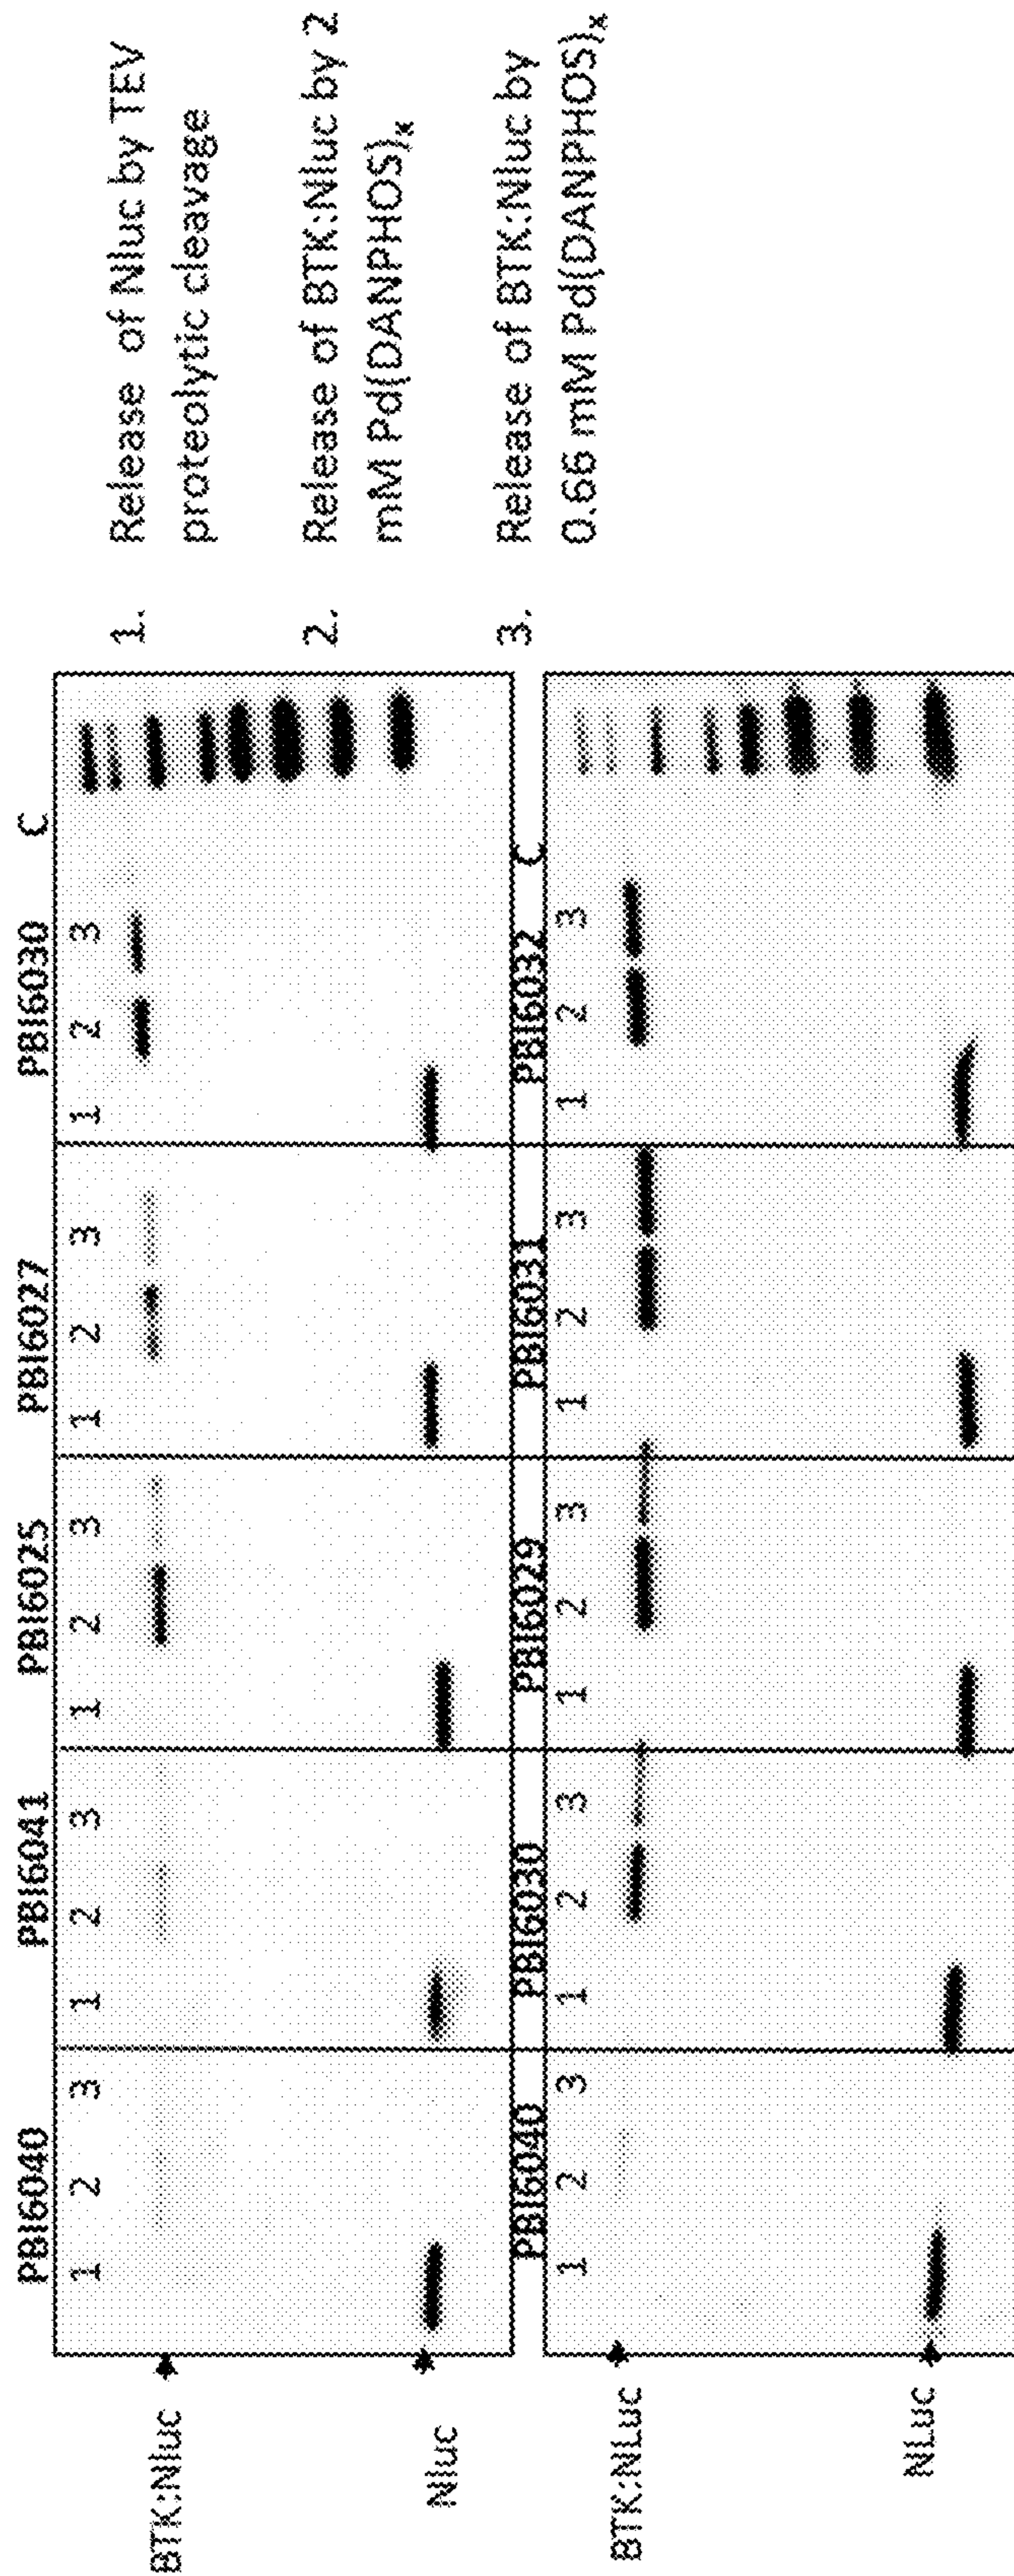 PBI6040 PBI6041 PBI6025 PBI6027 PBI6030 C
1 2 3 1 2 3 1 2 3 1 2 3 1 2 3
BTK:Nluc
Nluc
PBI6040 PBI6030 PBI6029 PBI6031 PBI6032 C
1 2 3 1 2 3 1 2 3 1 2 3 1 2 3
BTK:NLuc
NLuc
1. Release of Nluc by TEV
proteolytic cleavage
2. Release of BTK:Nluc by 2
mM Pd(DANPHOS)x
3. Release of BTK:Nluc by
0.66 mM Pd(DANPHOS)x